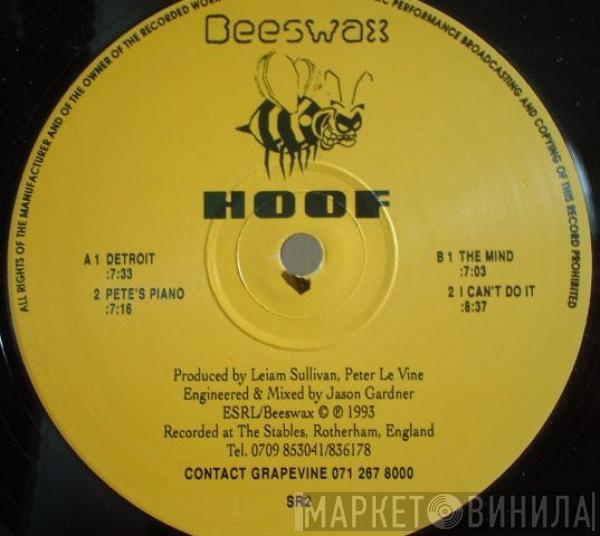 ALL RIGHTS OF THE MANUFACTURER AND OF THE OWNER OF THE RECORDED
PERFORMANCE BROADCASTING AND COPYING OF THIS RECORD PROHIBITED
Beeswax
HOOF
A1 DETROIT
:7:33
2 PETE'S PIANO
:7:16
B1 THE MIND
:7:03
2 I CAN'T DO IT
:8:37
Produced by Leiam Sullivan, Peter Le Vine
Engineered & Mixed by Jason Gardner
ESRL/Beeswax © ℗ 1993
Recorded at The Stables, Rotherham, England
Tel. 0709 853041/836178
CONTACT GRAPEVINE 071 267 8000
SR2
МАРКЕТ ВИНИЛА